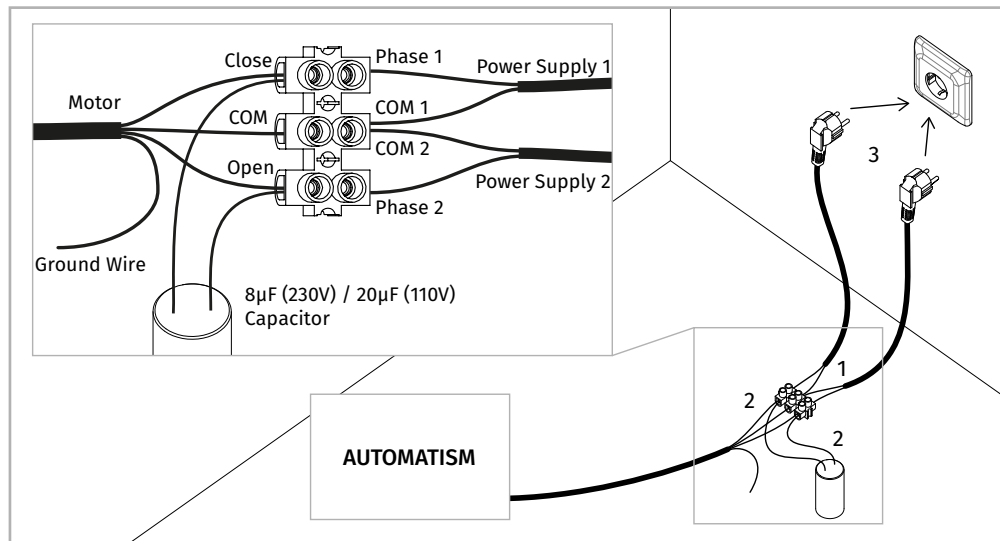 Close
Phase 1
Power Supply 1
Motor
COM
COM 1
COM 2
Open
Power Supply 2
Phase 2
Ground Wire
8µF (230V) / 20µF (110V)
Capacitor
3
1
2
2
AUTOMATISM